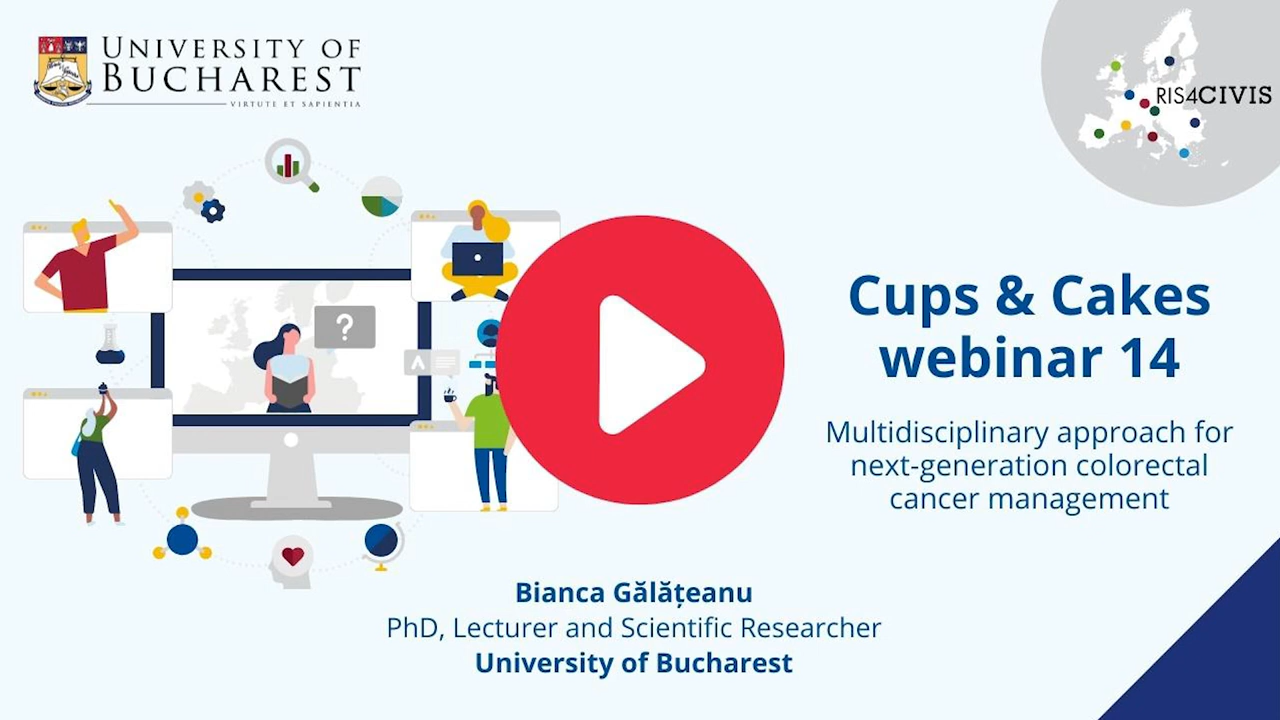 UNIVERSITY OF
BUCHAREST
VIRTUTE ET SAPIENTIA
RIS4CIVIS
?
A
Cups & Cakes
webinar 14
Multidisciplinary approach for
next-generation colorectal
cancer management
Bianca Gălățeanu
PhD, Lecturer and Scientific Researcher
University of Bucharest